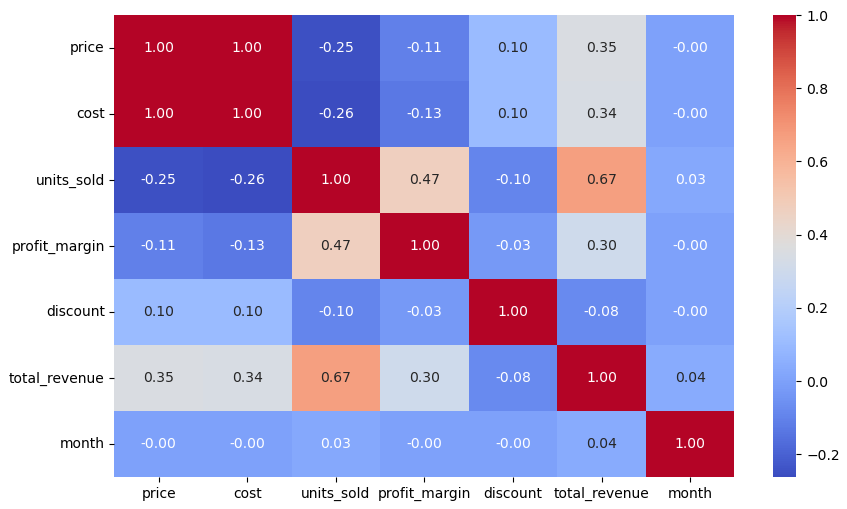 price 1.00 1.00 -0.25 -0.11 0.10 0.35 -0.00
cost 1.00 1.00 -0.26 -0.13 0.10 0.34 -0.00
units_sold -0.25 -0.26 1.00 0.47 -0.10 0.67 0.03
profit_margin -0.11 -0.13 0.47 1.00 -0.03 0.30 -0.00
discount 0.10 0.10 -0.10 -0.03 1.00 -0.08 -0.00
total_revenue 0.35 0.34 0.67 0.30 -0.08 1.00 0.04
month -0.00 -0.00 0.03 -0.00 -0.00 0.04 1.00
price cost units_sold profit_margin discount total_revenue month
1.0
0.8
0.6
0.4
0.2
0.0
−0.2